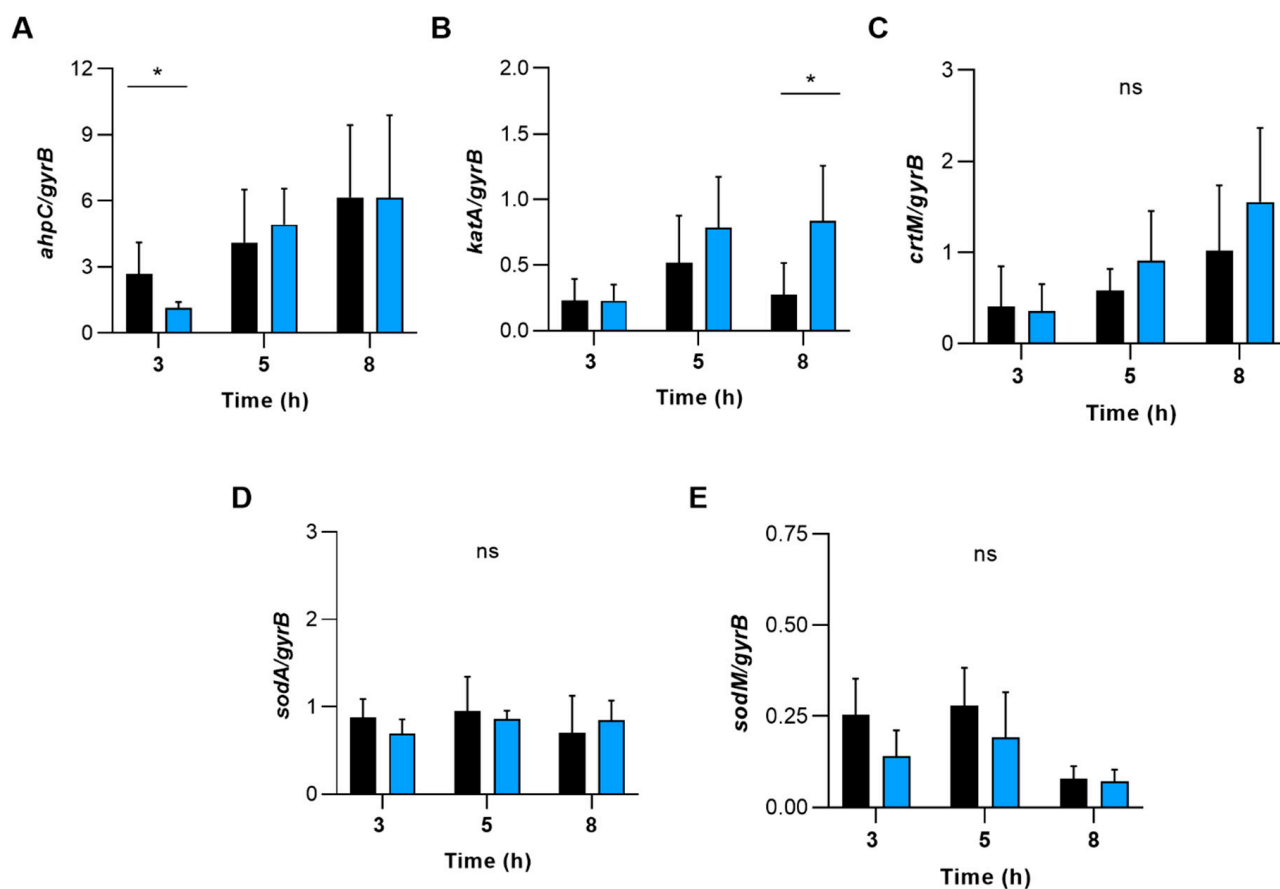 A
*
12
9
6
3
0
ahpC/gyrB
3 5 8
Time (h)
B
*
2.0
1.5
1.0
0.5
0.0
katA/gyrB
3 5 8
Time (h)
C
ns
3
2
1
0
crtM/gyrB
3 5 8
Time (h)
D
ns
3
2
1
0
sodA/gyrB
3 5 8
Time (h)
E
ns
0.75
0.50
0.25
0.00
sodM/gyrB
3 5 8
Time (h)